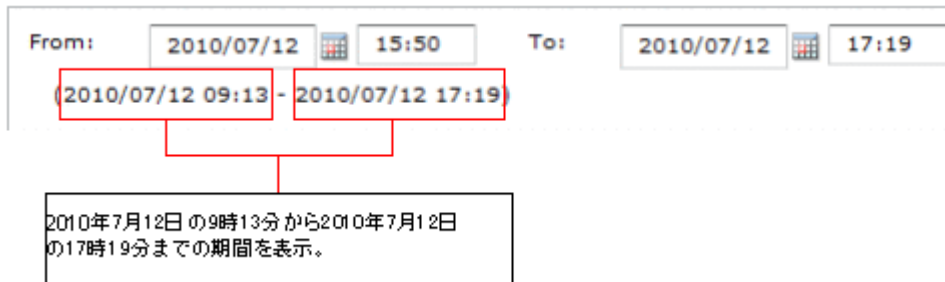 From: 2010/07/12 15:50 To: 2010/07/12 17:19
(2010/07/12 09:13 - 2010/07/12 17:19)
2010年7月12日の9時13分から2010年7月12日
の17時19分までの期間を表示。